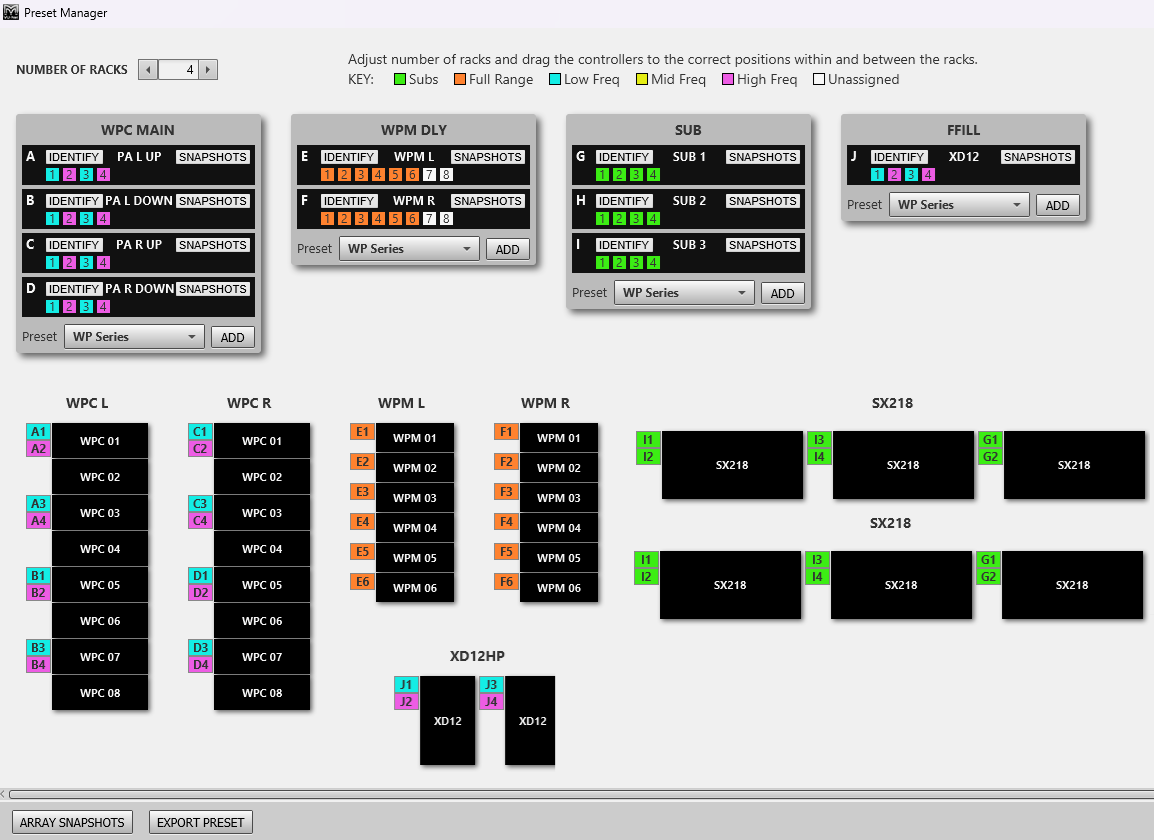 Preset Manager
NUMBER OF RACKS 4
Adjust number of racks and drag the controllers to the correct positions within and between the racks.
KEY: Subs Full Range Low Freq Mid Freq High Freq Unassigned
WPC MAIN
A IDENTIFY PA L UP SNAPSHOTS
1 2 3 4
B IDENTIFY PA L DOWN SNAPSHOTS
1 2 3 4
C IDENTIFY PA R UP SNAPSHOTS
1 2 3 4
D IDENTIFY PA R DOWN SNAPSHOTS
1 2 3 4
Preset WP Series ADD
WPM DLY
E IDENTIFY WPM L SNAPSHOTS
1 2 3 4 5 6 7 8
F IDENTIFY WPM R SNAPSHOTS
1 2 3 4 5 6 7 8
Preset WP Series ADD
SUB
G IDENTIFY SUB 1 SNAPSHOTS
1 2 3 4
H IDENTIFY SUB 2 SNAPSHOTS
1 2 3 4
I IDENTIFY SUB 3 SNAPSHOTS
1 2 3 4
Preset WP Series ADD
FFILL
J IDENTIFY XD12 SNAPSHOTS
1 2 3 4
Preset WP Series ADD
WPC L
A1 WPC 01
A2
WPC 02
A3 WPC 03
A4
WPC 04
B1 WPC 05
B2
WPC 06
B3 WPC 07
B4
WPC 08
WPC R
C1 WPC 01
C2
WPC 02
C3 WPC 03
C4
WPC 04
D1 WPC 05
D2
WPC 06
D3 WPC 07
D4
WPC 08
WPM L
E1 WPM 01
E2 WPM 02
E3 WPM 03
E4 WPM 04
E5 WPM 05
E6 WPM 06
WPM R
F1 WPM 01
F2 WPM 02
F3 WPM 03
F4 WPM 04
F5 WPM 05
F6 WPM 06
SX218
I1 I3 G1
I2 SX218 I4 SX218 G2 SX218
SX218
I1 I3 G1
I2 SX218 I4 SX218 G2 SX218
XD12HP
J1 J3
J2 J4
XD12 XD12
ARRAY SNAPSHOTS EXPORT PRESET